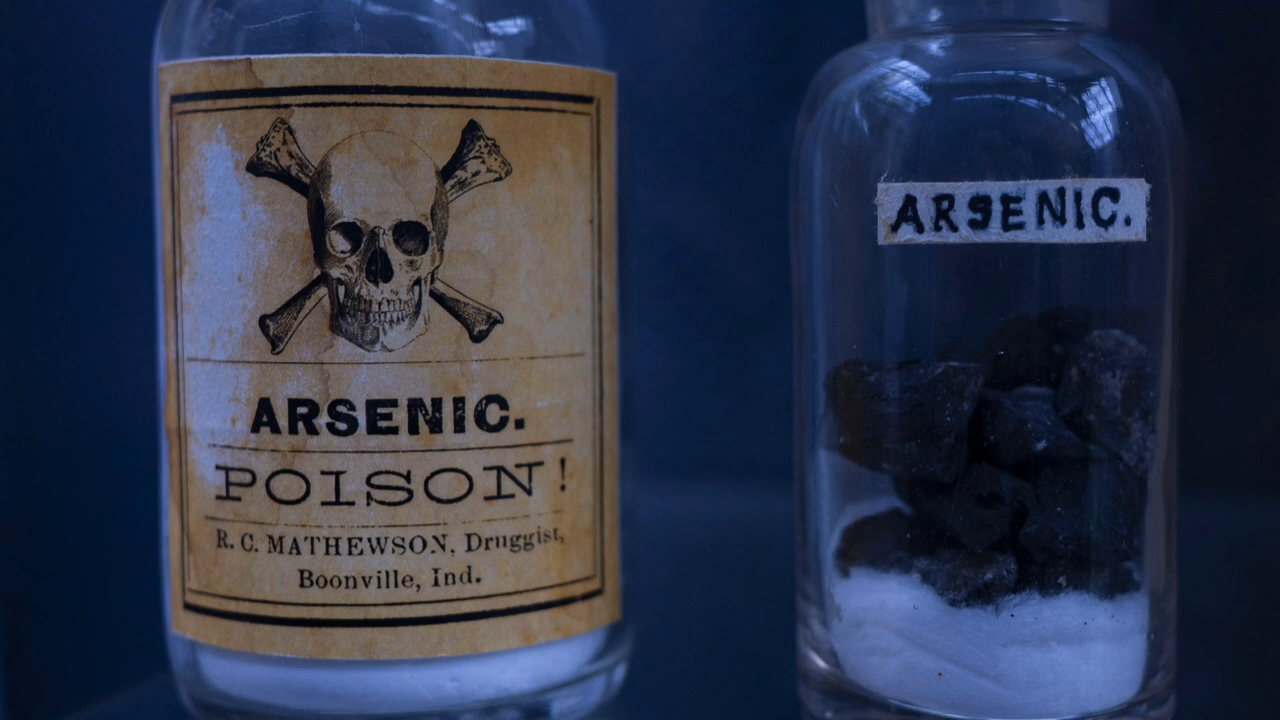 ARSENIC.
POISON!
R. C. MATHEWSON, Druggist,
Boonville, Ind.
ARSENIC.